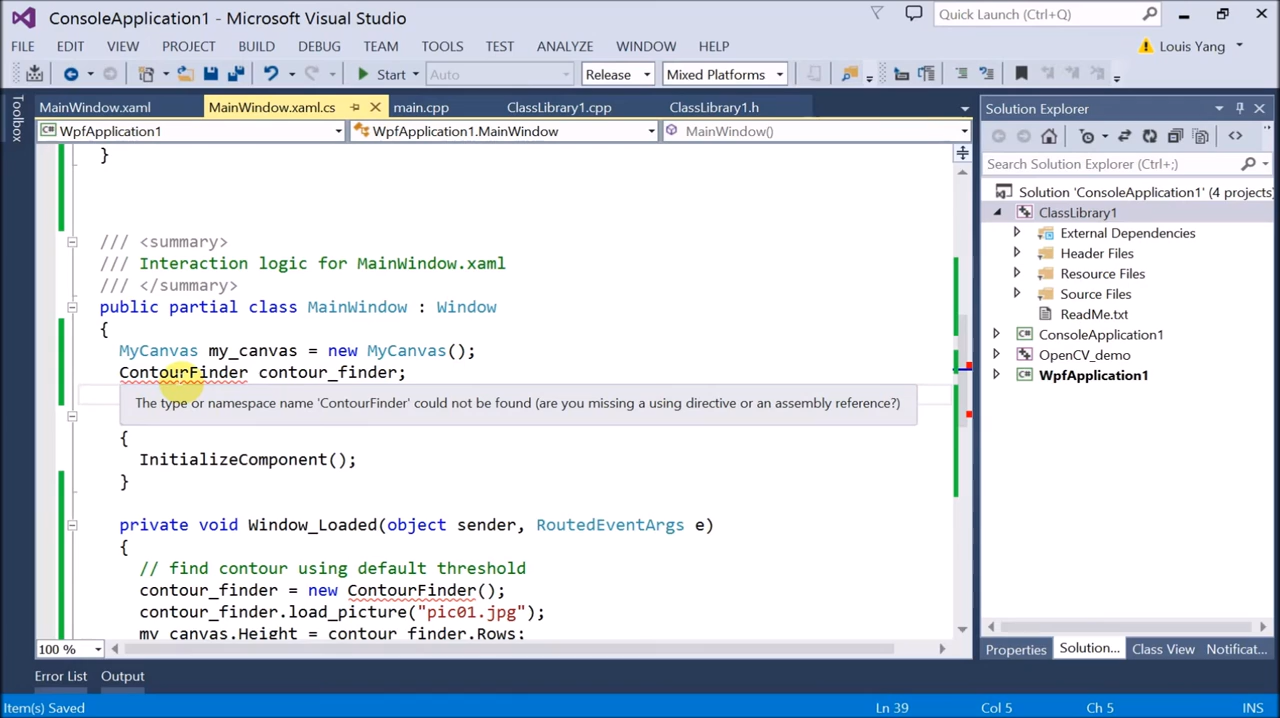 ConsoleApplication1 - Microsoft Visual Studio
Quick Launch (Ctrl+Q)
FILE EDIT VIEW PROJECT BUILD DEBUG TEAM TOOLS TEST ANALYZE WINDOW HELP
Louis Yang
Start Auto Release Mixed Platforms
Toolbox
MainWindow.xaml MainWindow.xaml.cs main.cpp ClassLibrary1.cpp ClassLibrary1.h
WpfApplication1 WpfApplication1.MainWindow MainWindow()
}
/// <summary>
/// Interaction logic for MainWindow.xaml
/// </summary>
public partial class MainWindow : Window
{
MyCanvas my_canvas = new MyCanvas();
ContourFinder contour_finder;
The type or namespace name 'ContourFinder' could not be found (are you missing a using directive or an assembly reference?)
{
InitializeComponent();
}
private void Window_Loaded(object sender, RoutedEventArgs e)
{
// find contour using default threshold
contour_finder = new ContourFinder();
contour_finder.load_picture("pic01.jpg");
my_canvas.Height = contour_finder.Rows;
100 %
Solution Explorer
Search Solution Explorer (Ctrl+;)
Solution 'ConsoleApplication1' (4 projects)
ClassLibrary1
External Dependencies
Header Files
Resource Files
Source Files
ReadMe.txt
ConsoleApplication1
OpenCV_demo
WpfApplication1
Properties Solution... Class View Notificat...
Error List Output
Item(s) Saved Ln 39 Col 5 Ch 5 INS